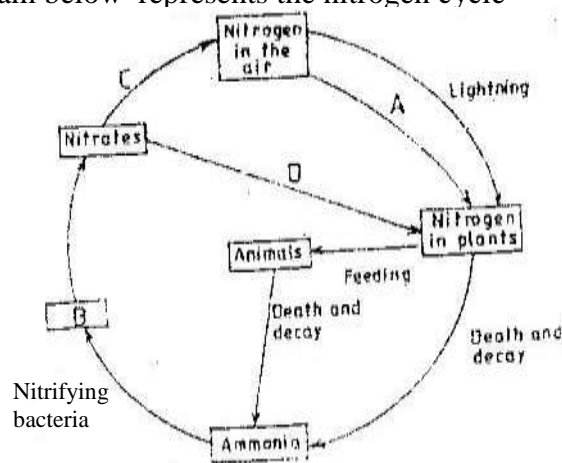 am below represents the nitrogen cycle
Nitrogen
in the
air
C
Lightning
A
Nitrates
D
Nitrogen
in plants
Animals
Feeding
Death and
decay
B
Death and
decay
Nitrifying
bacteria
Ammonia